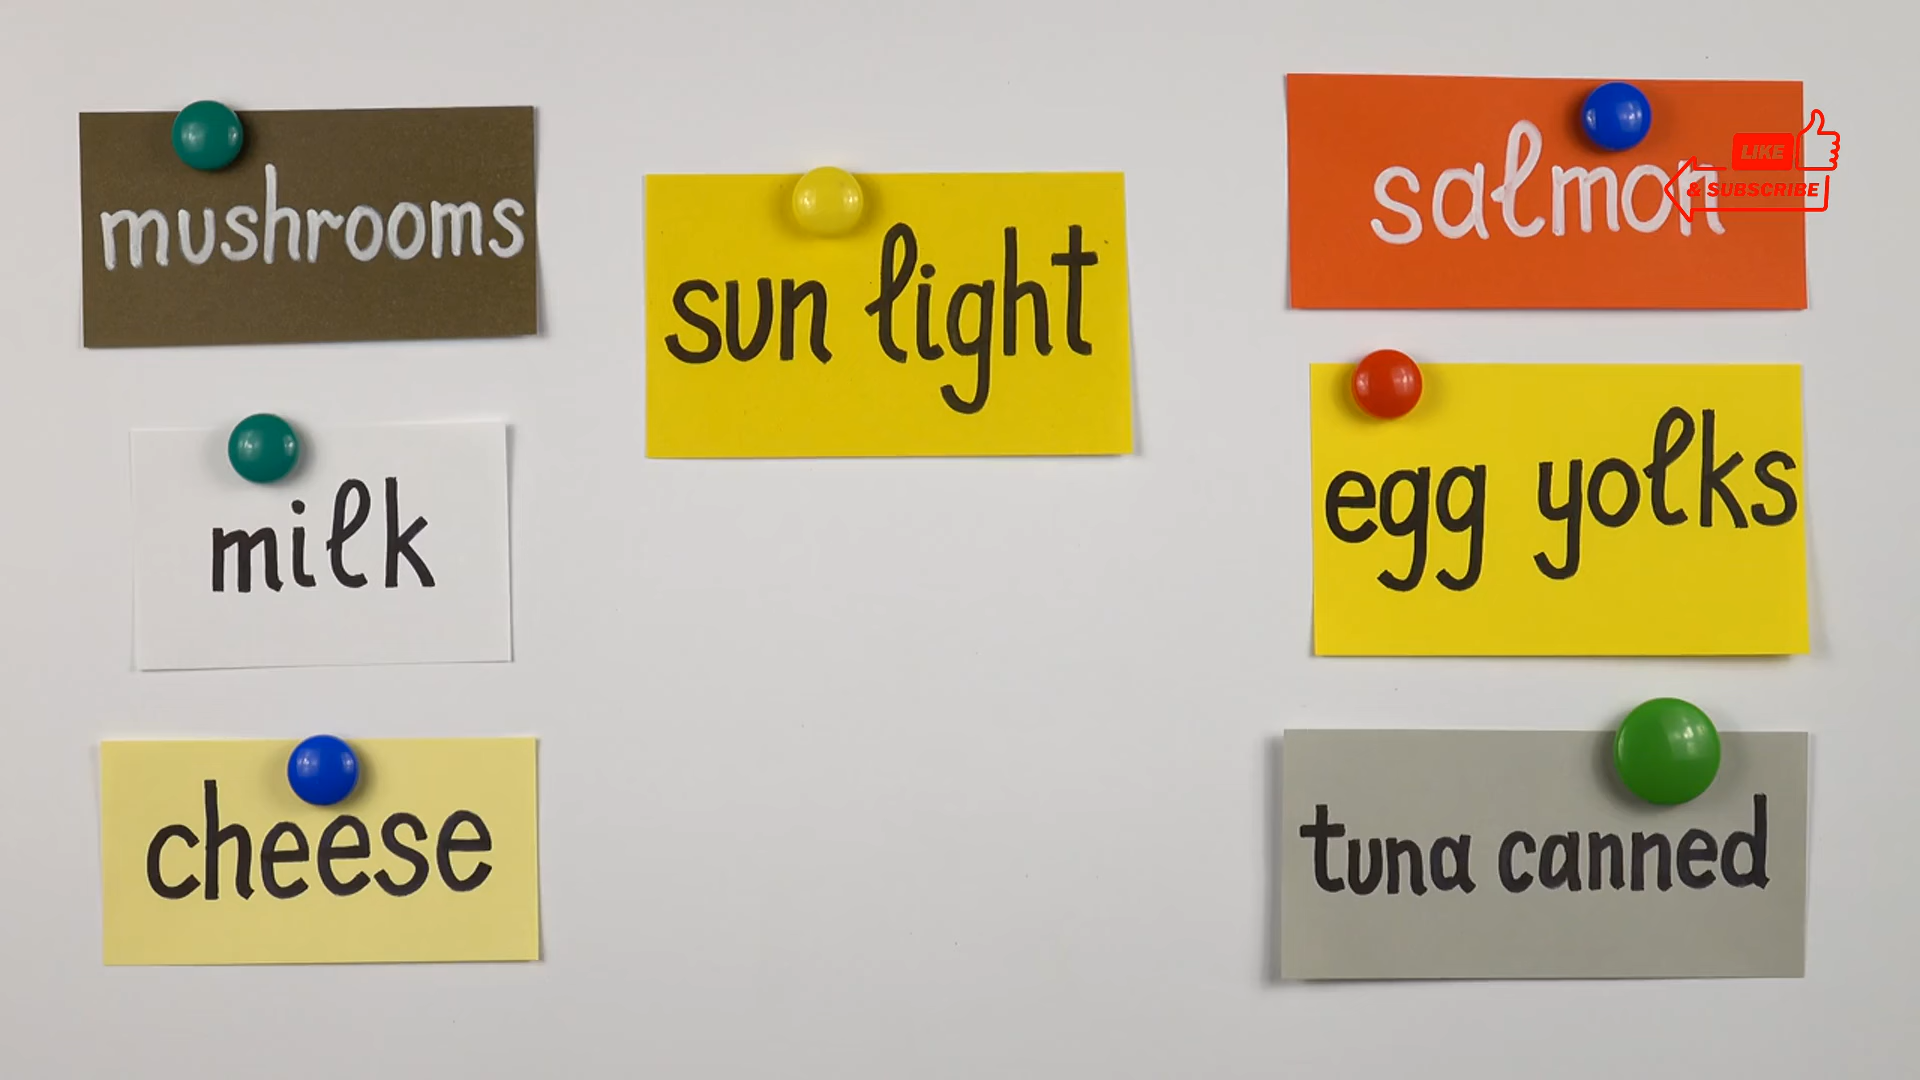 mushrooms
milk
cheese
sun light
salmon
LIKE
& SUBSCRIBE
egg yolks
tuna canned